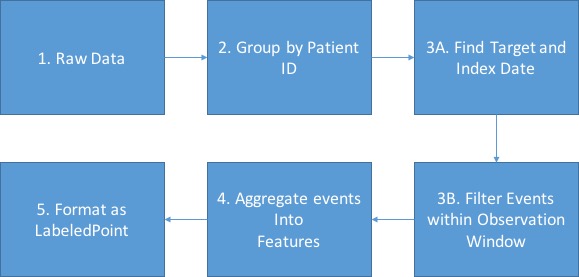 1. Raw Data
2. Group by Patient
ID
3A. Find Target and
Index Date
3B. Filter Events
within Observation
Window
4. Aggregate events
Into
Features
5. Format as
LabeledPoint